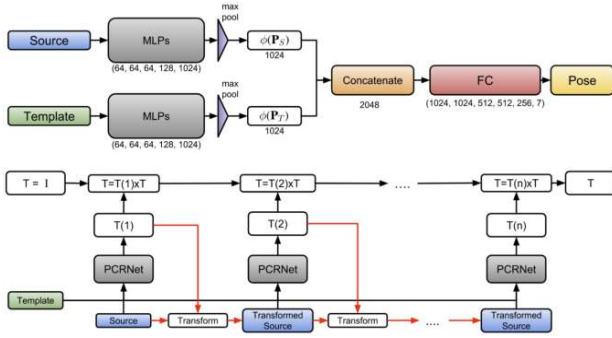 max
pool
Source
MLPs
ϕ(P_S)
(64, 64, 64, 128, 1024)
1024
Concatenate
FC
Pose
2048
(1024, 1024, 512, 512, 256, 7)
max
pool
Template
MLPs
ϕ(P_T)
(64, 64, 64, 128, 1024)
1024
T = I
T=T(1)xT
T=T(2)xT
....
T=T(n)xT
T
T(1)
T(2)
T(n)
PCRNet
PCRNet
PCRNet
Template
Source
Transform
Transformed
Source
Transform
....
Transformed
Source